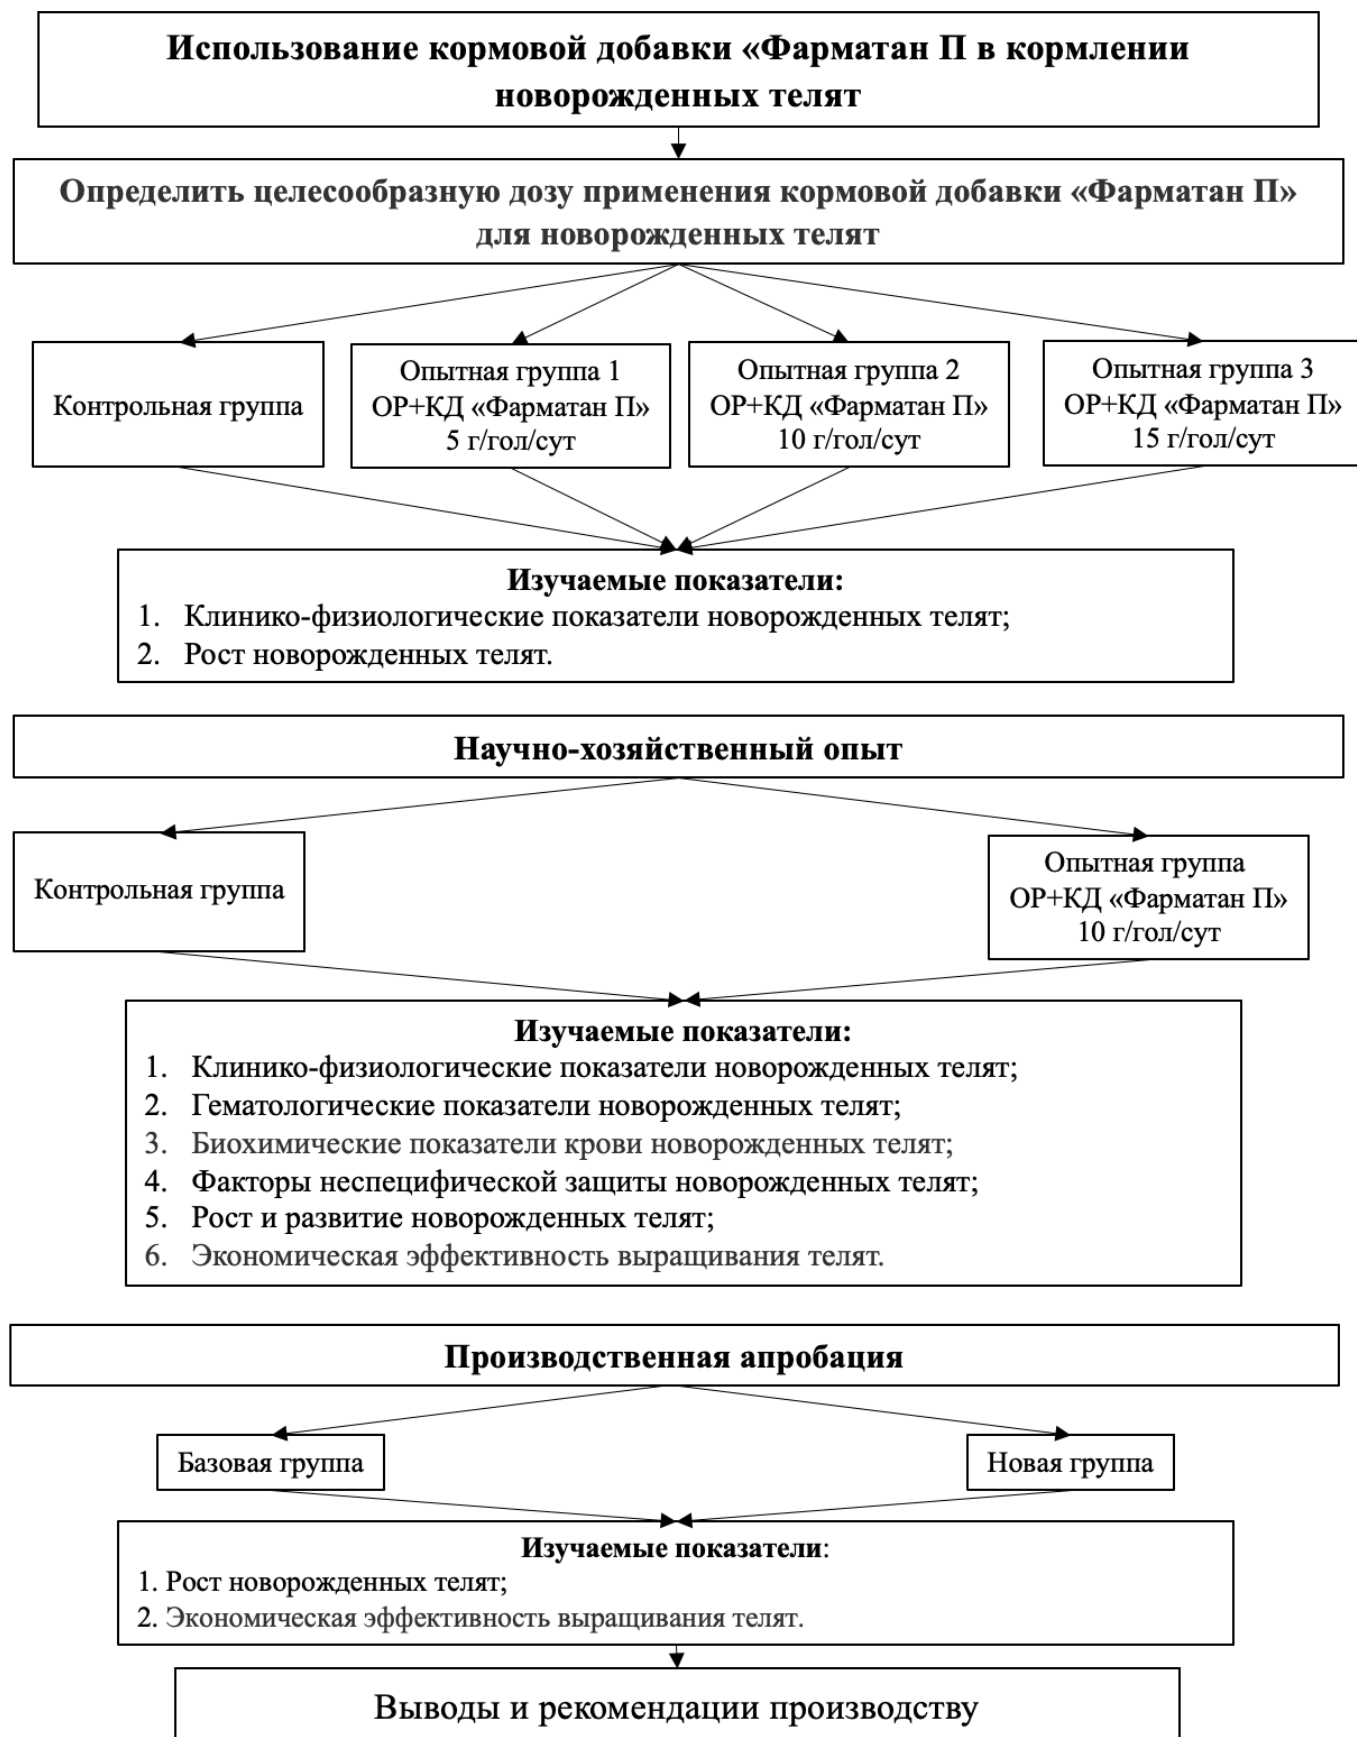 Использование кормовой добавки «Фарматан П в кормлении
новорожденных телят
Определить целесообразную дозу применения кормовой добавки «Фарматан П»
для новорожденных телят
Контрольная группа
Опытная группа 1
ОР+КД «Фарматан П»
5 г/гол/сут
Опытная группа 2
ОР+КД «Фарматан П»
10 г/гол/сут
Опытная группа 3
ОР+КД «Фарматан П»
15 г/гол/сут
Изучаемые показатели:
1. Клинико-физиологические показатели новорожденных телят;
2. Рост новорожденных телят.
Научно-хозяйственный опыт
Контрольная группа
Опытная группа
ОР+КД «Фарматан П»
10 г/гол/сут
Изучаемые показатели:
1. Клинико-физиологические показатели новорожденных телят;
2. Гематологические показатели новорожденных телят;
3. Биохимические показатели крови новорожденных телят;
4. Факторы неспецифической защиты новорожденных телят;
5. Рост и развитие новорожденных телят;
6. Экономическая эффективность выращивания телят.
Производственная апробация
Базовая группа
Новая группа
Изучаемые показатели:
1. Рост новорожденных телят;
2. Экономическая эффективность выращивания телят.
Выводы и рекомендации производству